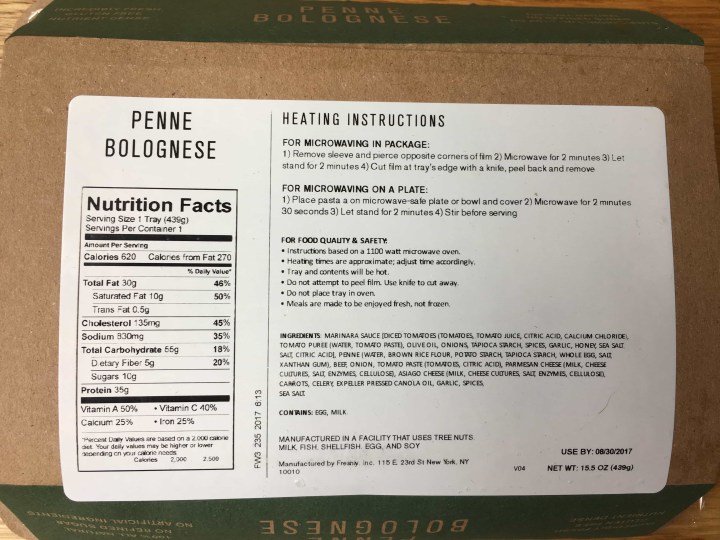 PENNE
BOLOGNESE
PENNE
BOLOGNESE
Nutrition Facts
Serving Size 1 Tray (439g)
Servings Per Container 1
Amount Per Serving
Calories 620 Calories from Fat 270
% Daily Value*
Total Fat 30g 46%
Saturated Fat 10g 50%
Trans Fat 0.5g
Cholesterol 135mg 45%
Sodium 830mg 35%
Total Carbohydrate 55g 18%
Dietary Fiber 5g 20%
Sugars 10g
Protein 35g
Vitamin A 50% • Vitamin C 40%
Calcium 25% • Iron 25%
*Percent Daily Values are based on a 2,000 calorie
diet. Your daily values may be higher or lower
depending on your calorie needs.
Calories 2,000 2,500
FW3 235 2017 6:13
HEATING INSTRUCTIONS
FOR MICROWAVING IN PACKAGE:
1) Remove sleeve and pierce opposite corners of film 2) Microwave for 2 minutes 3) Let
stand for 2 minutes 4) Cut film at tray's edge with a knife, peel back and remove
FOR MICROWAVING ON A PLATE:
1) Place pasta a on microwave-safe plate or bowl and cover 2) Microwave for 2 minutes
30 seconds 3) Let stand for 2 minutes 4) Stir before serving
FOR FOOD QUALITY & SAFETY:
• Instructions based on a 1100 watt microwave oven.
• Heating times are approximate; adjust time accordingly.
• Tray and contents will be hot.
• Do not attempt to peel film. Use knife to cut away.
• Do not place tray in oven.
• Meals are made to be enjoyed fresh, not frozen.
INGREDIENTS: MARINARA SAUCE [DICED TOMATOES (TOMATOES, TOMATO JUICE, CITRIC ACID, CALCIUM CHLORIDE),
TOMATO PUREE (WATER, TOMATO PASTE), OLIVE OIL, ONIONS, TAPIOCA STARCH, SPICES, GARLIC, HONEY, SEA SALT,
SALT, CITRIC ACID], PENNE (WATER, BROWN RICE FLOUR, POTATO STARCH, TAPIOCA STARCH, WHOLE EGG, SALT,
XANTHAN GUM), BEEF, ONION, TOMATO PASTE (TOMATOES, CITRIC ACID), PARMESAN CHEESE (MILK, CHEESE
CULTURES, SALT, ENZYMES, CELLULOSE), ASIAGO CHEESE (MILK, CHEESE CULTURES, SALT, ENZYMES, CELLULOSE),
CARROTS, CELERY, EXPELLER PRESSED CANOLA OIL, GARLIC, SPICES,
SEA SALT.
CONTAINS: EGG, MILK.
MANUFACTURED IN A FACILITY THAT USES TREE NUTS,
MILK, FISH, SHELLFISH, EGG, AND SOY
Manufactured by Freshly, Inc. 115 E. 23rd St New York, NY
10010
V04
USE BY: 08/30/2017
NET WT: 15.5 OZ (439g)
PENNE
BOLOGNESE
100% ALL NATURAL
NO REFINED SUGAR
NO ARTIFICIAL INGREDIENTS